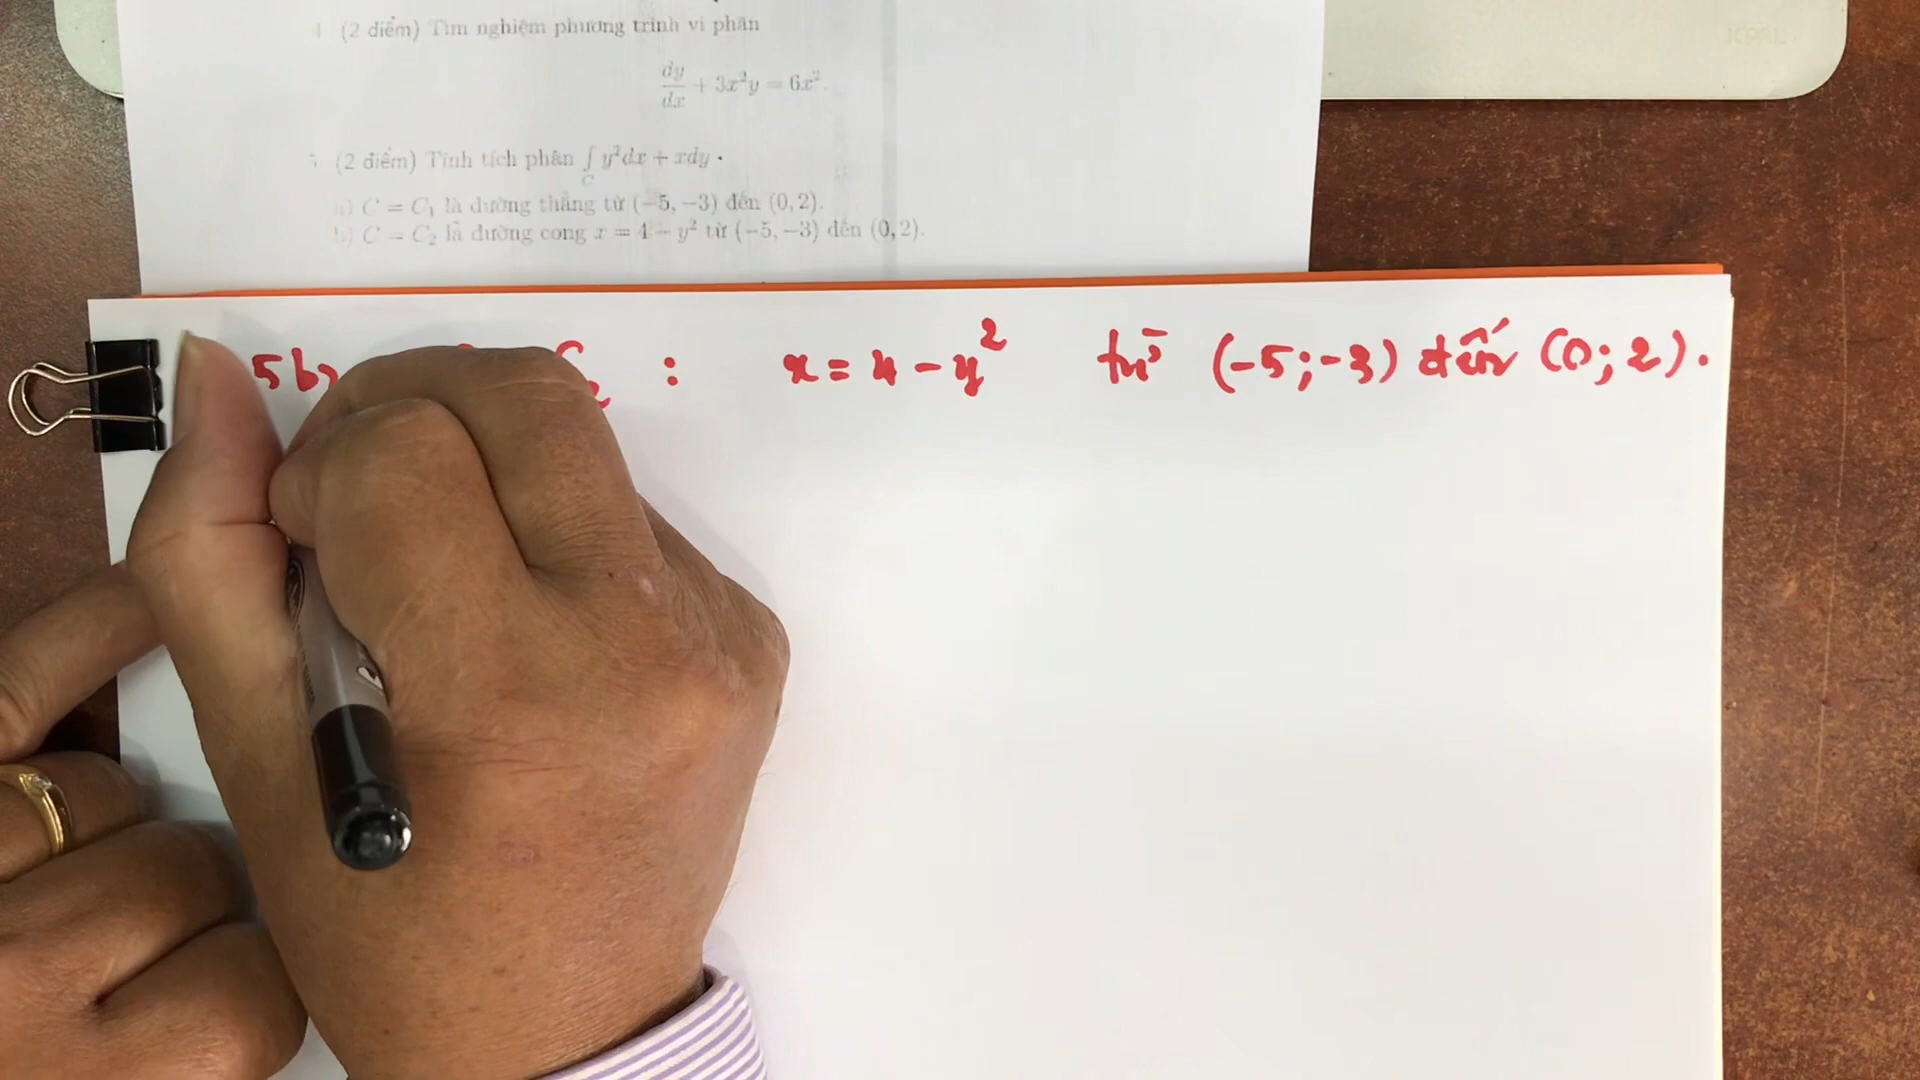 4 (2 điểm) Tìm nghiệm phương trình vi phân
dy/dx + 3x²y = 6x².
(2 điểm) Tính tích phân ∫_C y²dx + xdy.
a) C = C₁ là đường thẳng từ (−5, −3) đến (0, 2).
b) C = C₂ là đường cong x = 4 − y² từ (−5, −3) đến (0, 2).
5b) : x = 4 - y² từ (-5; -3) đến (0; 2).